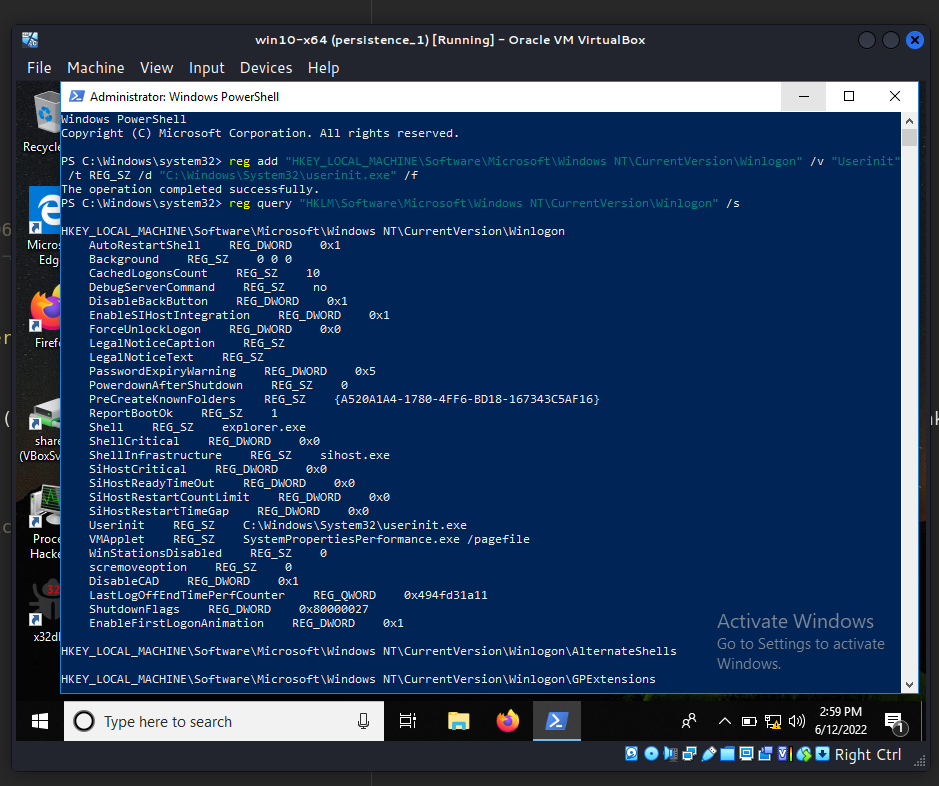 win10-x64 (persistence_1) [Running] - Oracle VM VirtualBox
File Machine View Input Devices Help
Administrator: Windows PowerShell
Windows PowerShell
Copyright (C) Microsoft Corporation. All rights reserved.
PS C:\Windows\system32> reg add "HKEY_LOCAL_MACHINE\Software\Microsoft\Windows NT\CurrentVersion\Winlogon" /v "Userinit"
/t REG_SZ /d "C:\Windows\System32\userinit.exe" /f
The operation completed successfully.
PS C:\Windows\system32> reg query "HKLM\Software\Microsoft\Windows NT\CurrentVersion\Winlogon" /s
HKEY_LOCAL_MACHINE\Software\Microsoft\Windows NT\CurrentVersion\Winlogon
AutoRestartShell REG_DWORD 0x1
Background REG_SZ 0 0 0
CachedLogonsCount REG_SZ 10
DebugServerCommand REG_SZ no
DisableBackButton REG_DWORD 0x1
EnableSIHostIntegration REG_DWORD 0x1
ForceUnlockLogon REG_DWORD 0x0
LegalNoticeCaption REG_SZ
LegalNoticeText REG_SZ
PasswordExpiryWarning REG_DWORD 0x5
PowerdownAfterShutdown REG_SZ 0
PreCreateKnownFolders REG_SZ {A520A1A4-1780-4FF6-BD18-167343C5AF16}
ReportBootOk REG_SZ 1
Shell REG_SZ explorer.exe
ShellCritical REG_DWORD 0x0
ShellInfrastructure REG_SZ sihost.exe
SiHostCritical REG_DWORD 0x0
SiHostReadyTimeOut REG_DWORD 0x0
SiHostRestartCountLimit REG_DWORD 0x0
SiHostRestartTimeGap REG_DWORD 0x0
Userinit REG_SZ C:\Windows\System32\userinit.exe
VMApplet REG_SZ SystemPropertiesPerformance.exe /pagefile
WinStationsDisabled REG_SZ 0
scremoveoption REG_SZ 0
DisableCAD REG_DWORD 0x1
LastLogOffEndTimePerfCounter REG_QWORD 0x494fd31a11
ShutdownFlags REG_DWORD 0x80000027
EnableFirstLogonAnimation REG_DWORD 0x1
HKEY_LOCAL_MACHINE\Software\Microsoft\Windows NT\CurrentVersion\Winlogon\AlternateShells
HKEY_LOCAL_MACHINE\Software\Microsoft\Windows NT\CurrentVersion\Winlogon\GPExtensions
Recycle
Micros
Edg
Firef
share
(VBoxSv
Proce
Hacke
32
x32d
Activate Windows
Go to Settings to activate
Windows.
Type here to search
2:59 PM
6/12/2022
1
Right Ctrl